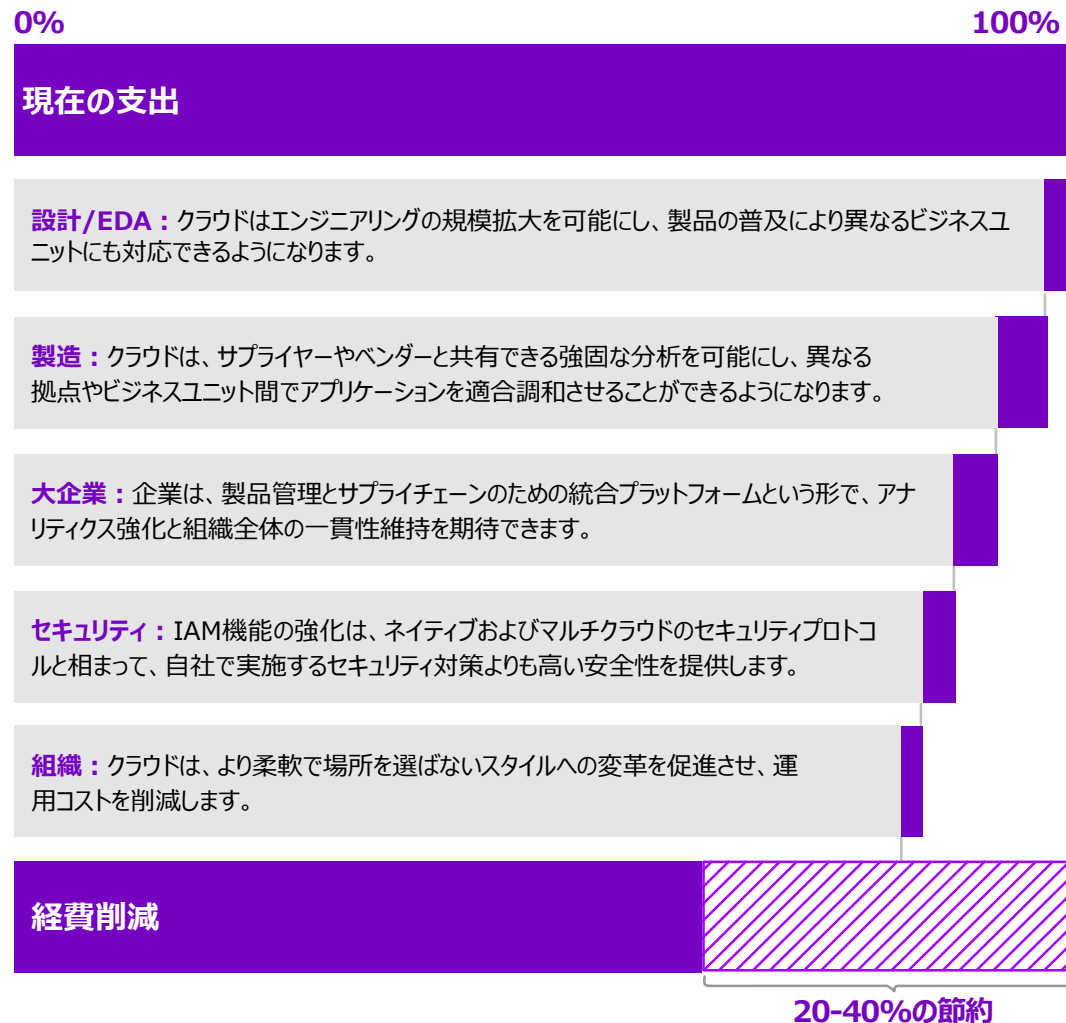 0%
100%
現在の支出
設計/EDA：クラウドはエンジニアリングの規模拡大を可能にし、製品の普及により異なるビジネスユ
ニットにも対応できるようになります。
製造：クラウドは、サプライヤーやベンダーと共有できる強固な分析を可能にし、異なる
拠点やビジネスユニット間でアプリケーションを適合調和させることができるようになります。
大企業：企業は、製品管理とサプライチェーンのための統合プラットフォームという形で、アナ
リティクス強化と組織全体の一貫性維持を期待できます。
セキュリティ：IAM機能の強化は、ネイティブおよびマルチクラウドのセキュリティプロトコ
ルと相まって、自社で実施するセキュリティ対策よりも高い安全性を提供します。
組織：クラウドは、より柔軟で場所を選ばないスタイルへの変革を促進させ、運
用コストを削減します。
経費削減
20-40%の節約